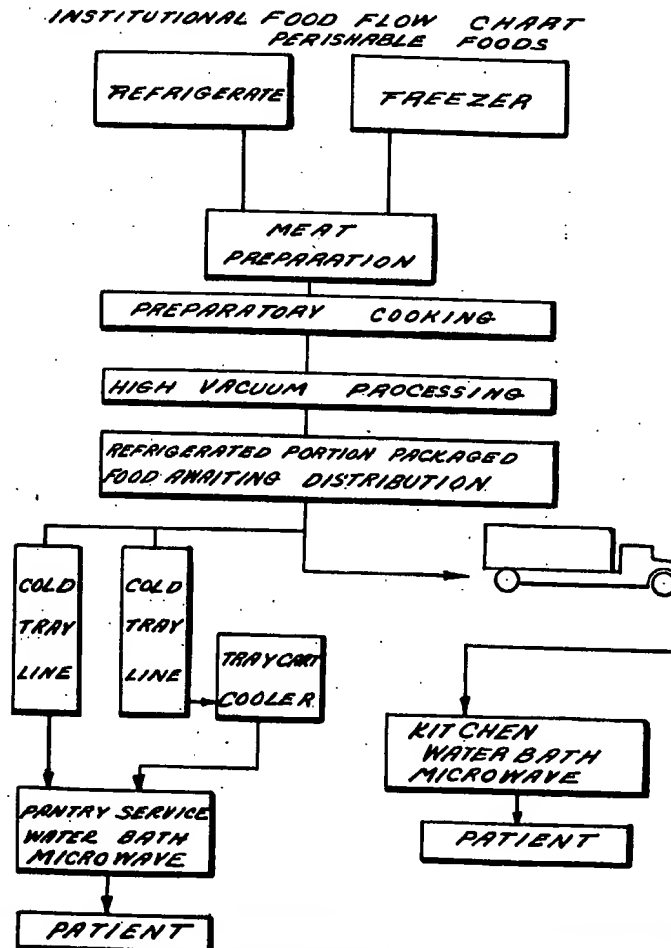 INSTITUTIONAL FOOD FLOW CHART
PERISHABLE FOODS
REFRIGERATE
FREEZER
MEAT
PREPARATION
PREPARATORY COOKING
HIGH VACUUM PROCESSING
REFRIGERATED PORTION PACKAGED
FOOD AWAITING DISTRIBUTION
COLD
TRAY
LINE
COLD
TRAY
LINE
TRAY CART
COOLER
KITCHEN
WATER BATH
MICROWAVE
PATIENT
PANTRY SERVICE
WATER BATH
MICROWAVE
PATIENT